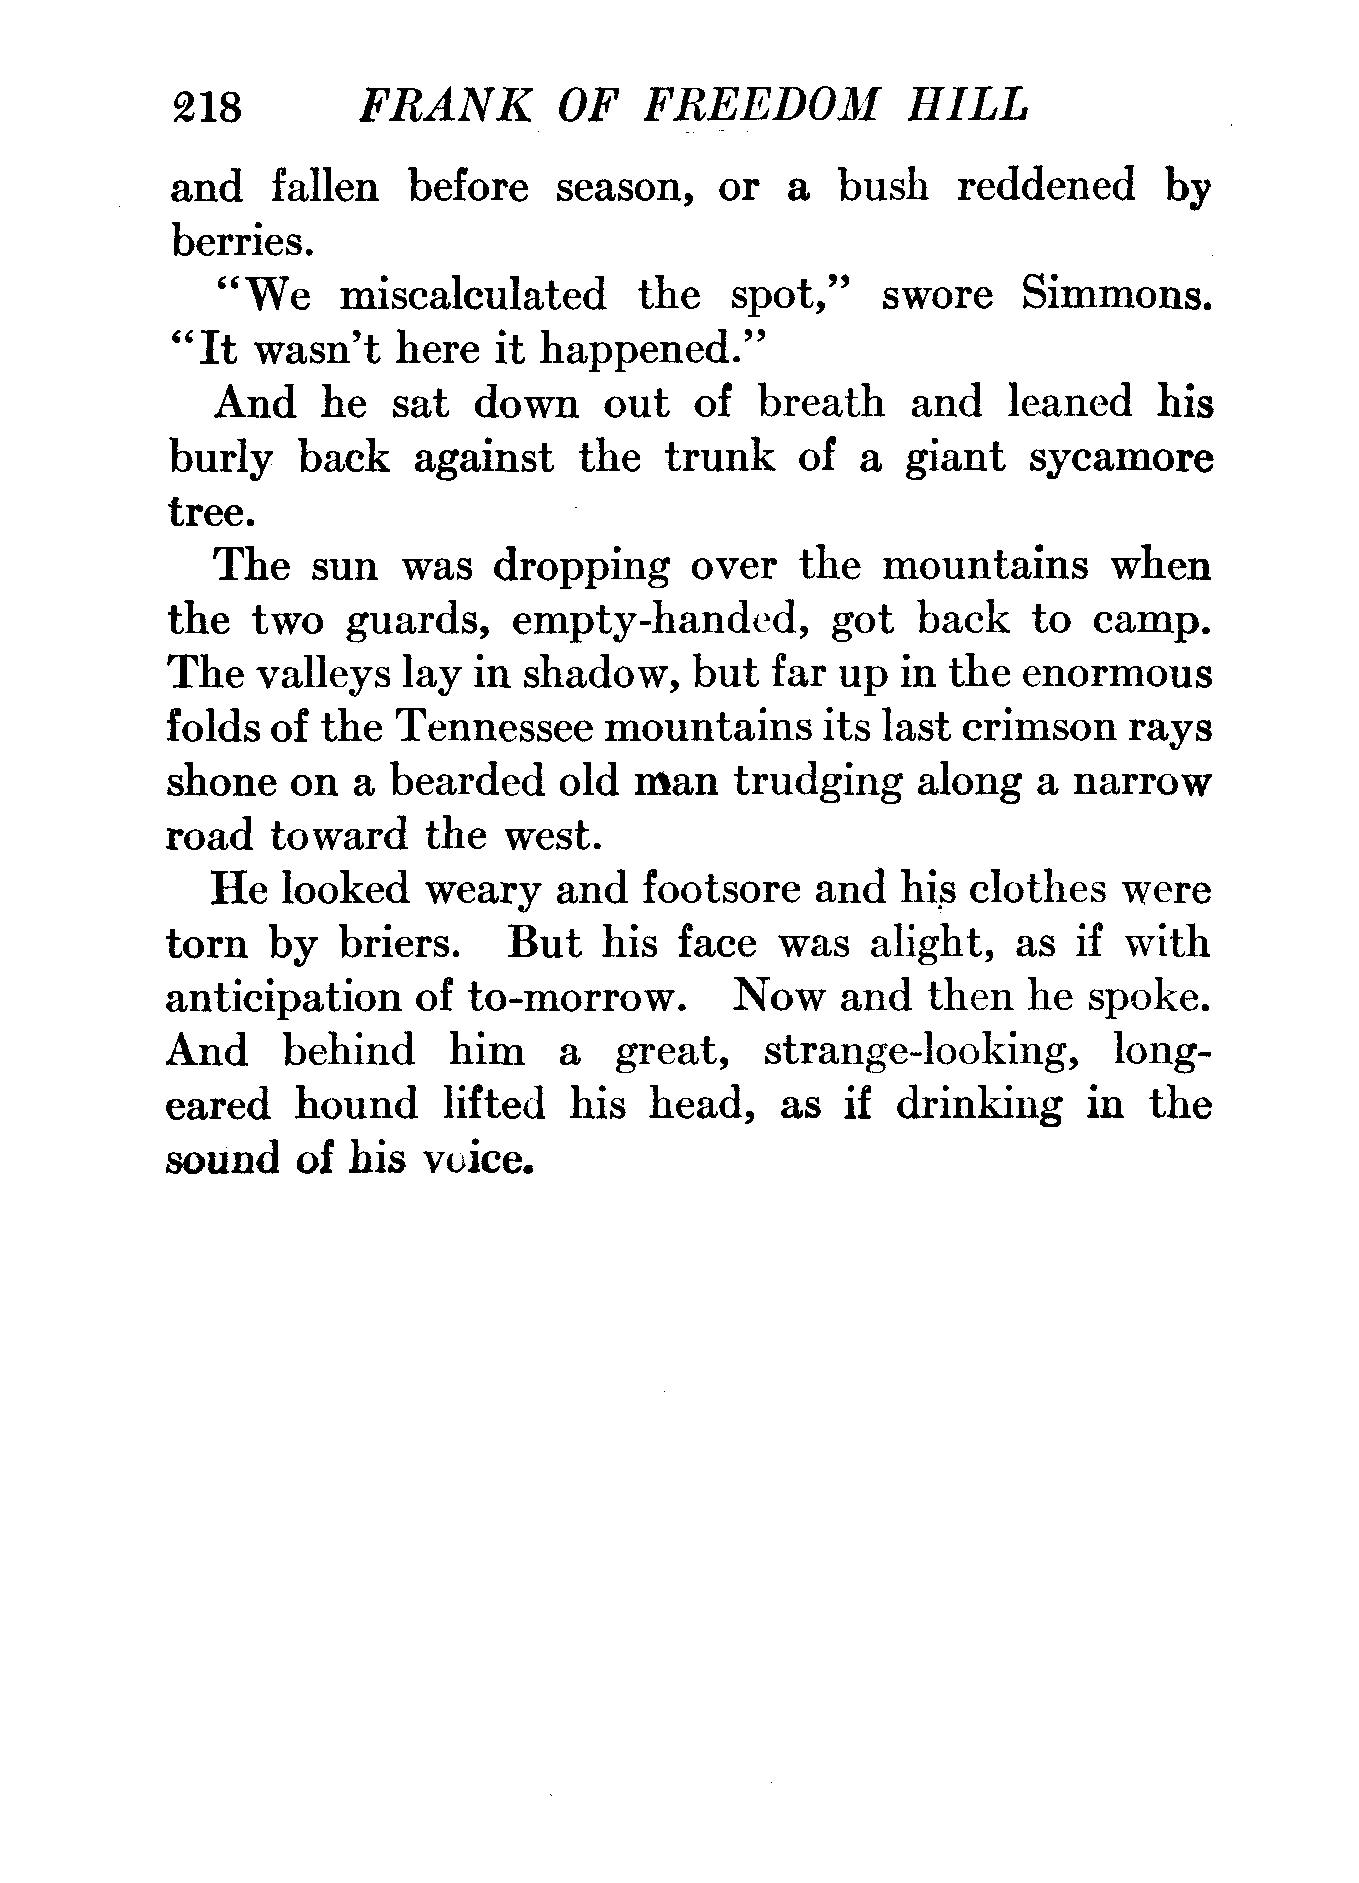 218 FRANK OF FREEDOM HILL
and fallen before season, or a bush reddened by
berries.
"We miscalculated the spot," swore Simmons.
"It wasn't here it happened."
And he sat down out of breath and leaned his
burly back against the trunk of a giant sycamore
tree.
The sun was dropping over the mountains when
the two guards, empty-handed, got back to camp.
The valleys lay in shadow, but far up in the enormous
folds of the Tennessee mountains its last crimson rays
shone on a bearded old man trudging along a narrow
road toward the west.
He looked weary and footsore and his clothes were
torn by briers. But his face was alight, as if with
anticipation of to-morrow. Now and then he spoke.
And behind him a great, strange-looking, long-
eared hound lifted his head, as if drinking in the
sound of his voice.